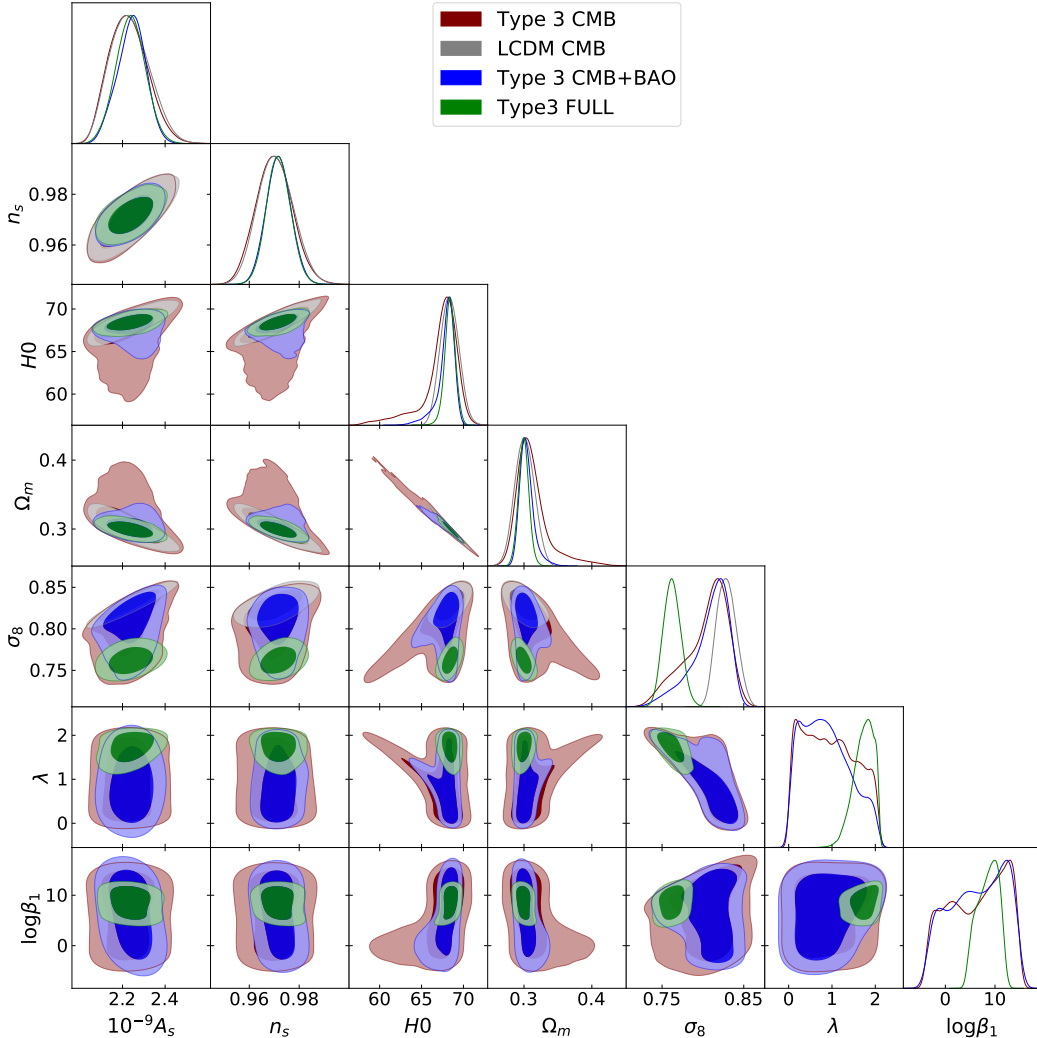 Type 3 CMB
LCDM CMB
Type 3 CMB+BAO
Type3 FULL
0.98
0.96
n_s
70
65
60
H0
0.4
0.3
Ω_m
0.85
0.80
0.75
σ_8
2
1
0
λ
10
0
logβ_1
2.2 2.4
0.96 0.98
60 65 70
0.3 0.4
0.75 0.85
0 1 2
0 10
10^{-9}A_s
n_s
H0
Ω_m
σ_8
λ
logβ_1